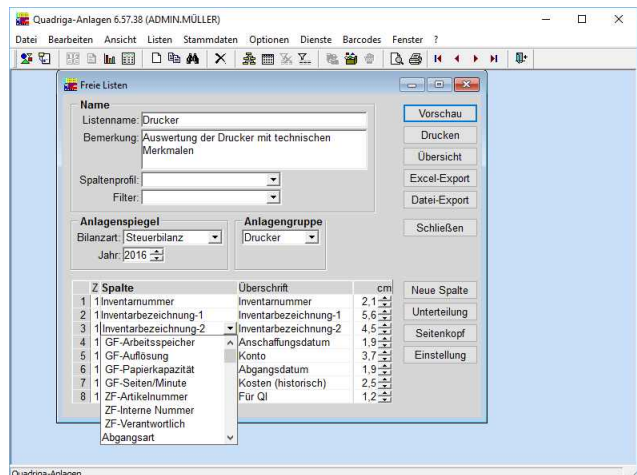 Quadriga-Anlagen 6.57.38 (ADMIN.MÜLLER)
Datei Bearbeiten Ansicht Listen Stammdaten Optionen Dienste Barcodes Fenster ?
Freie Listen
Name
Listenname: Drucker
Bemerkung: Auswertung der Drucker mit technischen
Merkmalen
Spaltenprofil:
Filter:
Anlagenspiegel
Bilanzart: Steuerbilanz
Jahr: 2016
Anlagengruppe
Drucker
Vorschau
Drucken
Übersicht
Excel-Export
Datei-Export
Schließen
Z Spalte Überschrift cm
1 1 Inventarnummer Inventarnummer 2,1
2 1 Inventarbezeichnung-1 Inventarbezeichnung-1 5,6
3 1 Inventarbezeichnung-2 Inventarbezeichnung-2 4,5
4 1 GF-Arbeitsspeicher Anschaffungsdatum 1,9
5 1 GF-Auflösung Konto 3,7
6 1 GF-Papierkapazität Abgangsdatum 1,9
7 1 GF-Seiten/Minute Kosten (historisch) 2,5
8 1 ZF-Artikelnummer Für QI 1,2
ZF-Interne Nummer
ZF-Verantwortlich
Abgangsart
Neue Spalte
Unterteilung
Seitenkopf
Einstellung
Quadriga-Anlagen